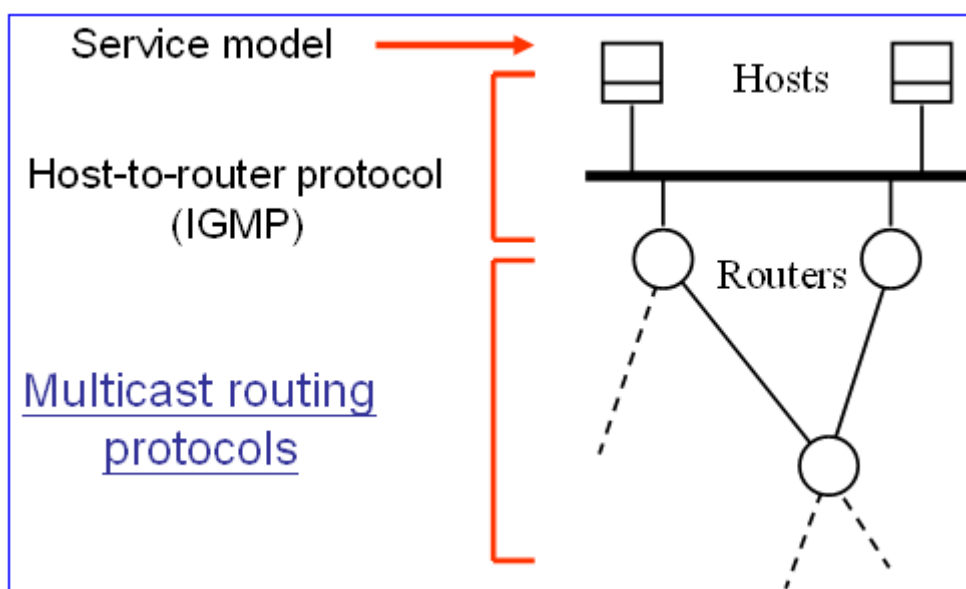 Service model
Hosts
Host-to-router protocol
(IGMP)
Routers
Multicast routing
protocols